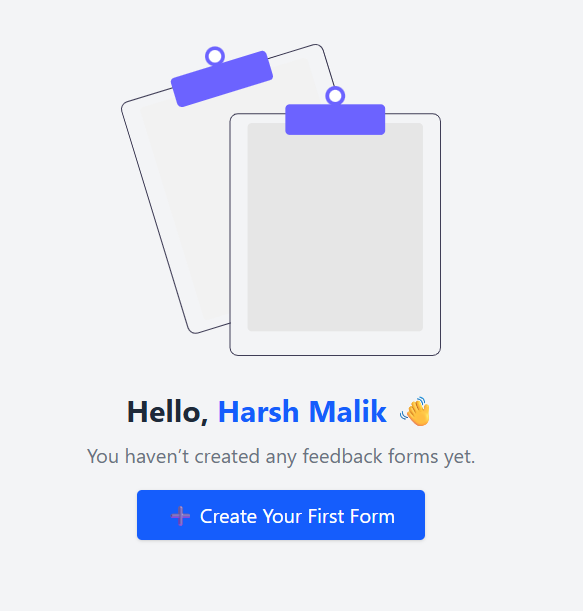 Hello, Harsh Malik 👋
You haven’t created any feedback forms yet.
➕ Create Your First Form